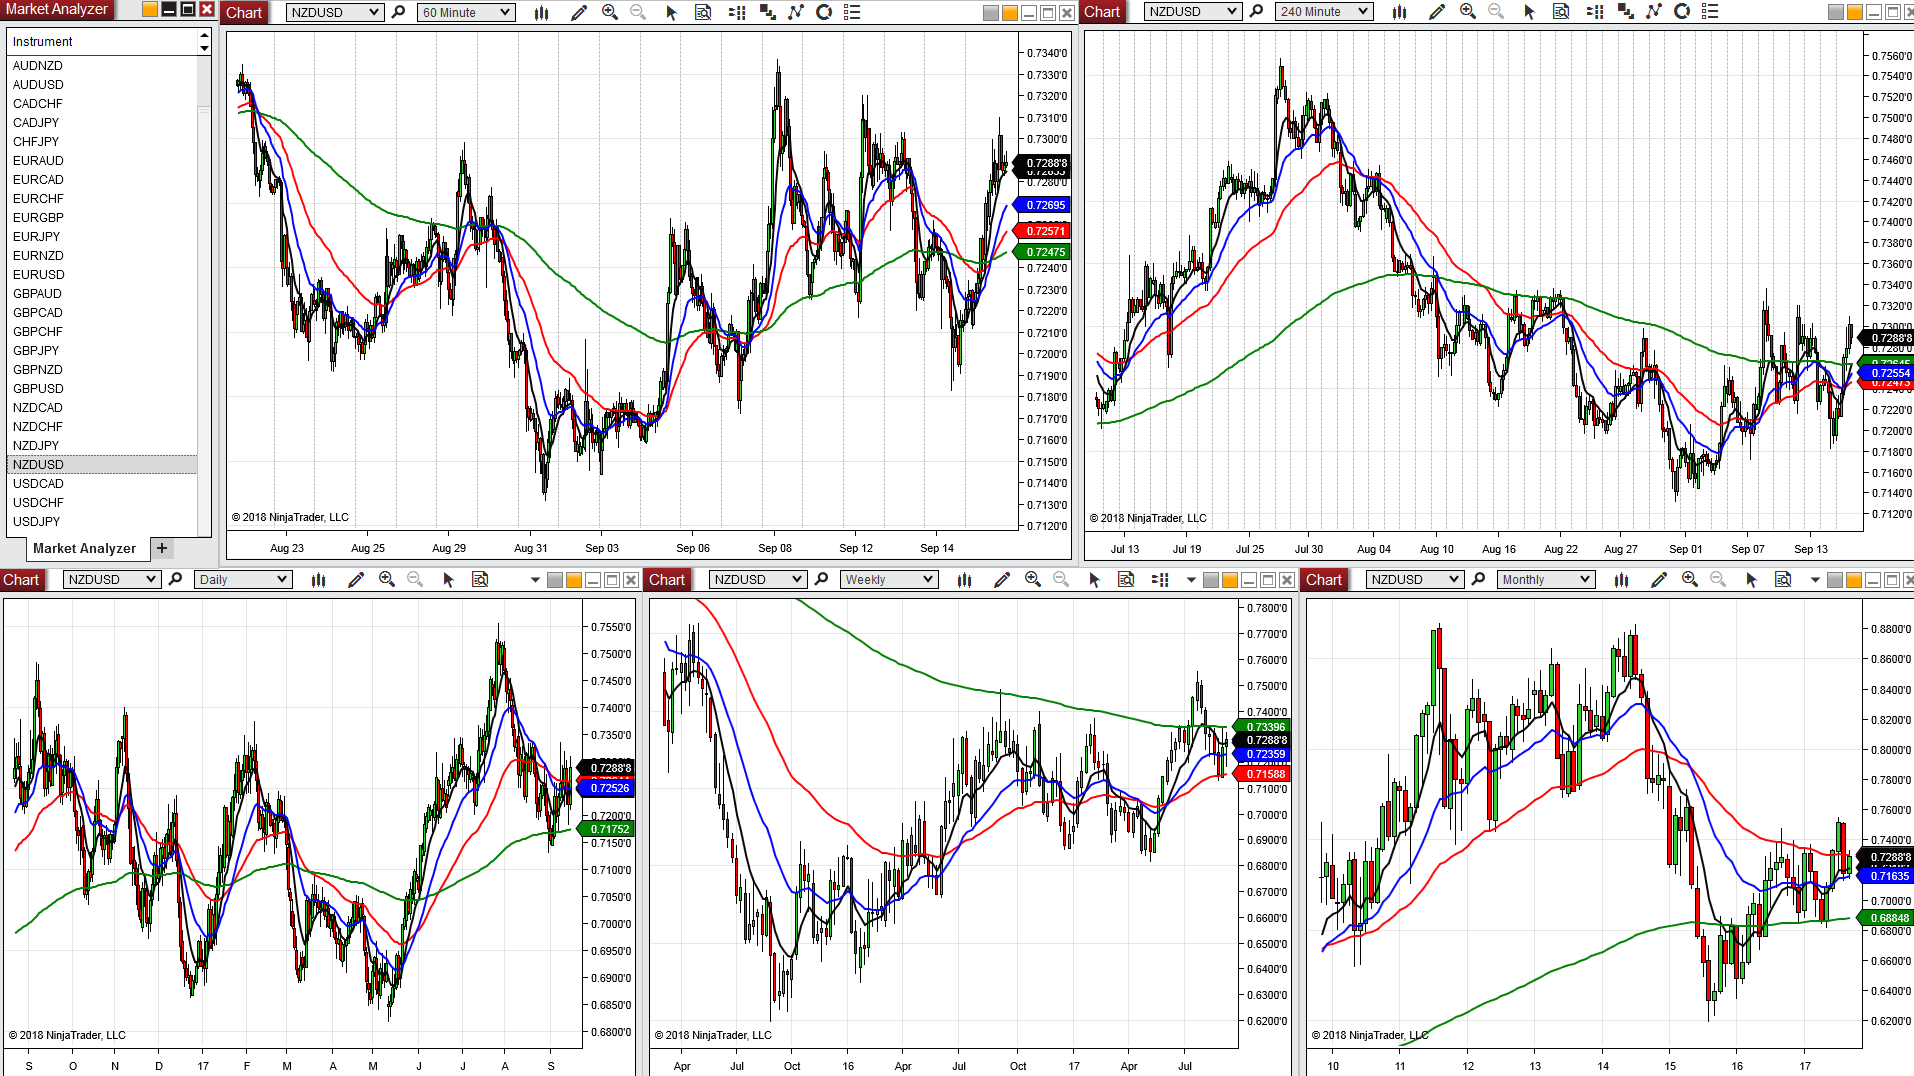 Market Analyzer
Instrument
AUDNZD
AUDUSD
CADCHF
CADJPY
CHFJPY
EURAUD
EURCAD
EURCHF
EURGBP
EURJPY
EURNZD
EURUSD
GBPAUD
GBPCAD
GBPCHF
GBPJPY
GBPNZD
GBPUSD
NZDCAD
NZDCHF
NZDJPY
NZDUSD
USDCAD
USDCHF
USDJPY
Market Analyzer +
Chart NZDUSD 60 Minute
0.7340'0
0.7330'0
0.7320'0
0.7310'0
0.7300'0
0.7288'8
0.7280'0
0.72695
0.72571
0.72475
0.7240'0
0.7230'0
0.7220'0
0.7210'0
0.7200'0
0.7190'0
0.7180'0
0.7170'0
0.7160'0
0.7150'0
0.7140'0
0.7130'0
0.7120'0
© 2018 NinjaTrader, LLC
Aug 23 Aug 25 Aug 29 Aug 31 Sep 03 Sep 06 Sep 08 Sep 12 Sep 14
Chart NZDUSD 240 Minute
0.7560'0
0.7540'0
0.7520'0
0.7500'0
0.7480'0
0.7460'0
0.7440'0
0.7420'0
0.7400'0
0.7380'0
0.7360'0
0.7340'0
0.7320'0
0.7300'0
0.7288'8
0.72554
0.7220'0
0.7200'0
0.7180'0
0.7160'0
0.7140'0
0.7120'0
© 2018 NinjaTrader, LLC
Jul 13 Jul 19 Jul 25 Jul 30 Aug 04 Aug 10 Aug 16 Aug 22 Aug 27 Sep 01 Sep 07 Sep 13
Chart NZDUSD Daily
0.7550'0
0.7500'0
0.7450'0
0.7400'0
0.7350'0
0.7288'8
0.72526
0.7200'0
0.71752
0.7150'0
0.7100'0
0.7050'0
0.7000'0
0.6950'0
0.6900'0
0.6850'0
0.6800'0
© 2018 NinjaTrader, LLC
S O N D 17 F M A M J J A S
Chart NZDUSD Weekly
0.7800'0
0.7700'0
0.7600'0
0.7500'0
0.7400'0
0.73396
0.7288'8
0.72359
0.71588
0.7100'0
0.7000'0
0.6900'0
0.6800'0
0.6700'0
0.6600'0
0.6500'0
0.6400'0
0.6300'0
0.6200'0
© 2018 NinjaTrader, LLC
Apr Jul Oct 16 Apr Jul Oct 17 Apr Jul
Chart NZDUSD Monthly
0.8800'0
0.8600'0
0.8400'0
0.8200'0
0.8000'0
0.7800'0
0.7600'0
0.7400'0
0.7288'8
0.71635
0.7000'0
0.68848
0.6800'0
0.6600'0
0.6400'0
0.6200'0
© 2018 NinjaTrader, LLC
10 11 12 13 14 15 16 17